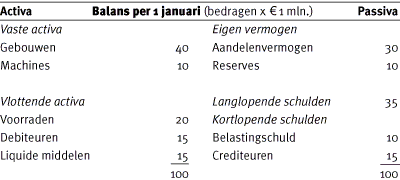 Activa Balans per 1 januari (bedragen x € 1 mln.) Passiva
Vaste activa Eigen vermogen
Gebouwen 40 Aandelenvermogen 30
Machines 10 Reserves 10
Vlottende activa Langlopende schulden 35
Voorraden 20 Kortlopende schulden
Debiteuren 15 Belastingschuld 10
Liquide middelen 15 Crediteuren 15
100 100